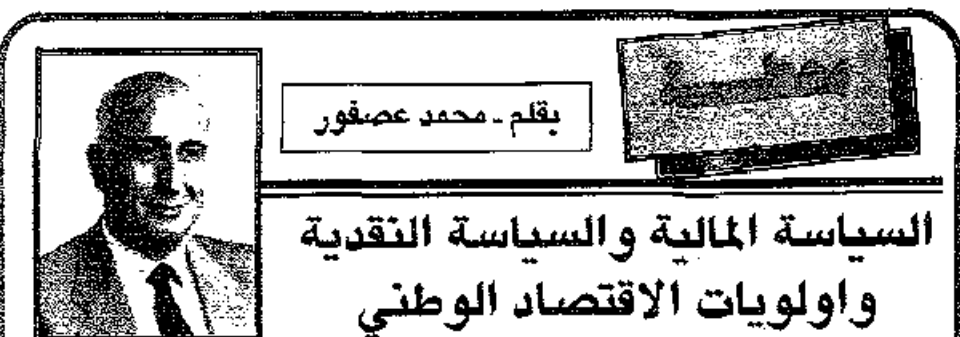 بقلم - محمد عصفور
السياسة المالية والسياسة النقدية
واولويات الاقتصاد الوطني